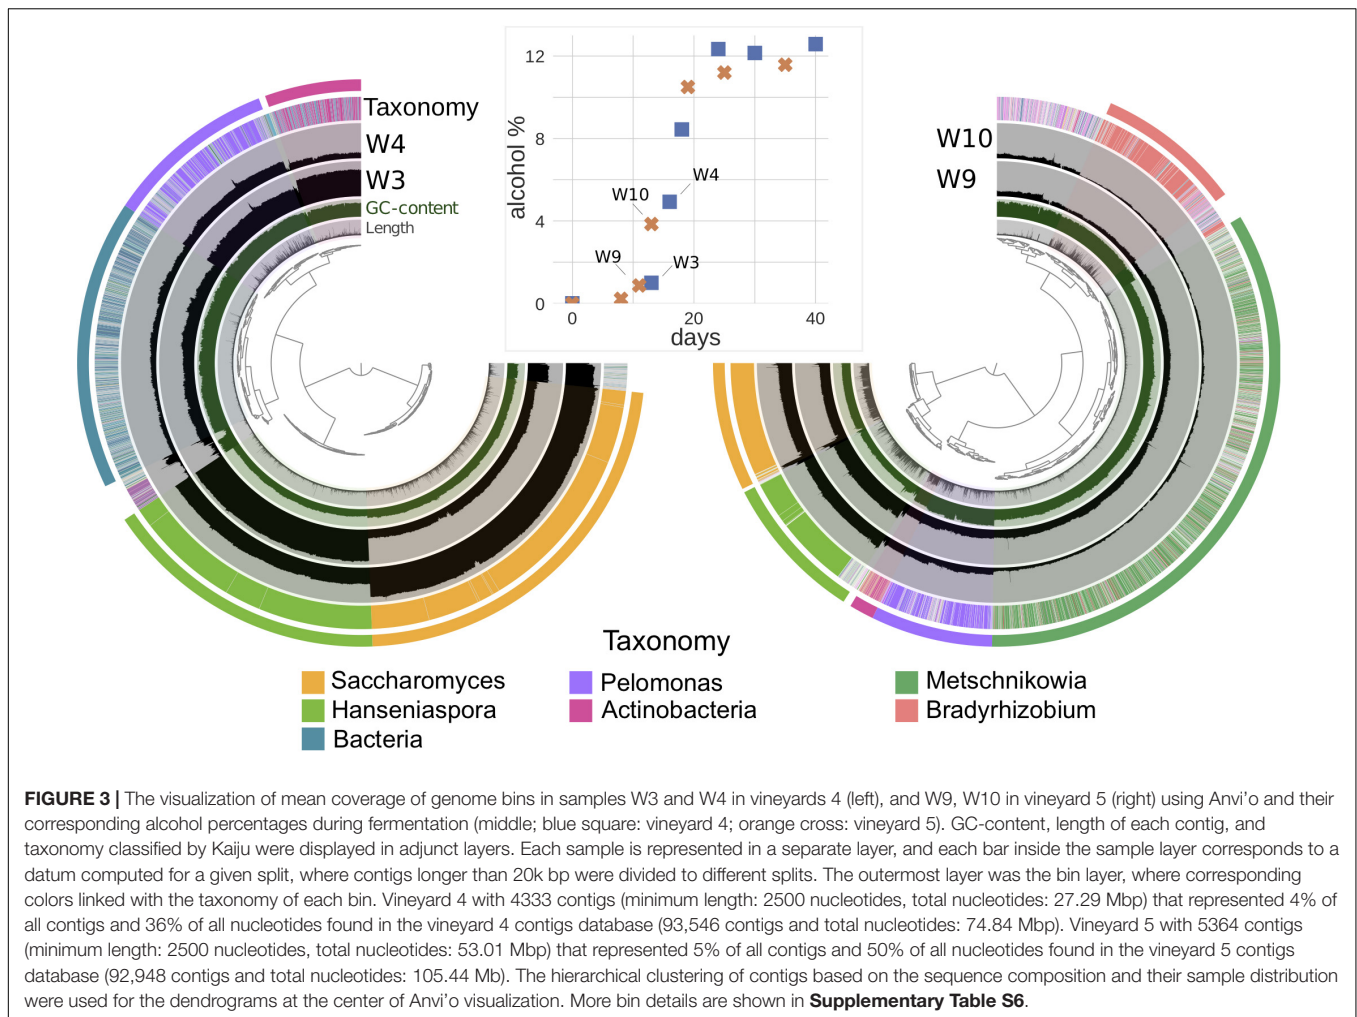 Taxonomy
W4
W3
GC-content
Length
12
8
4
0
alcohol %
W10
W4
W9
W3
0 20 40
days
W10
W9
Taxonomy
Saccharomyces
Hanseniaspora
Bacteria
Pelomonas
Actinobacteria
Metschnikowia
Bradyrhizobium
FIGURE 3 | The visualization of mean coverage of genome bins in samples W3 and W4 in vineyards 4 (left), and W9, W10 in vineyard 5 (right) using Anvi’o and their
corresponding alcohol percentages during fermentation (middle; blue square: vineyard 4; orange cross: vineyard 5). GC-content, length of each contig, and
taxonomy classified by Kaiju were displayed in adjunct layers. Each sample is represented in a separate layer, and each bar inside the sample layer corresponds to a
datum computed for a given split, where contigs longer than 20k bp were divided to different splits. The outermost layer was the bin layer, where corresponding
colors linked with the taxonomy of each bin. Vineyard 4 with 4333 contigs (minimum length: 2500 nucleotides, total nucleotides: 27.29 Mbp) that represented 4% of
all contigs and 36% of all nucleotides found in the vineyard 4 contigs database (93,546 contigs and total nucleotides: 74.84 Mbp). Vineyard 5 with 5364 contigs
(minimum length: 2500 nucleotides, total nucleotides: 53.01 Mbp) that represented 5% of all contigs and 50% of all nucleotides found in the vineyard 5 contigs
database (92,948 contigs and total nucleotides: 105.44 Mb). The hierarchical clustering of contigs based on the sequence composition and their sample distribution
were used for the dendrograms at the center of Anvi’o visualization. More bin details are shown in Supplementary Table S6.